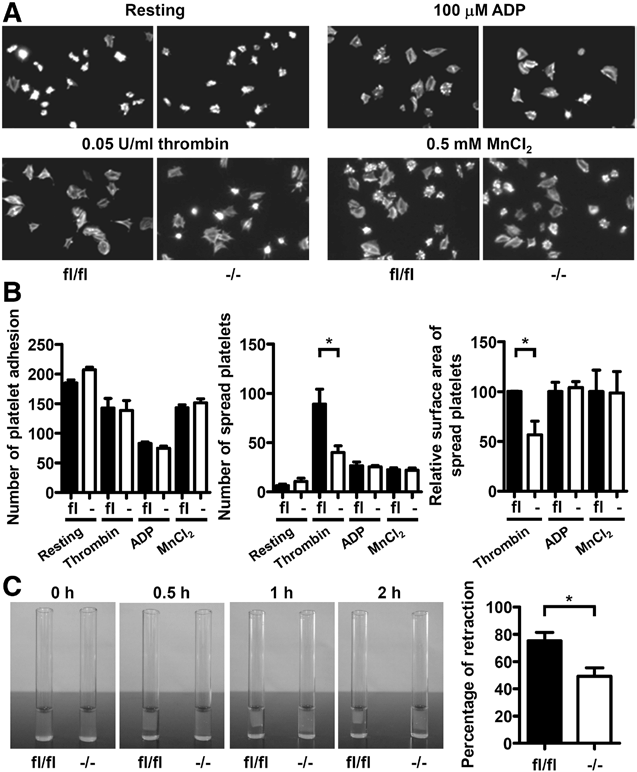 A
Resting
100 μM ADP
0.05 U/ml thrombin
0.5 mM MnCl2
fl/fl -/- fl/fl -/-
B
Number of platelet adhesion
250
200
150
100
50
0
fl - fl - fl - fl -
Resting Thrombin ADP MnCl2
Number of spread platelets
150
100
50
0
*
fl - fl - fl - fl -
Resting Thrombin ADP MnCl2
Relative surface area of spread platelets
150
100
50
0
*
fl - fl - fl -
Thrombin ADP MnCl2
C
0 h 0.5 h 1 h 2 h
fl/fl -/- fl/fl -/- fl/fl -/- fl/fl -/-
Percentage of retraction
100
80
60
40
20
0
*
fl/fl -/-